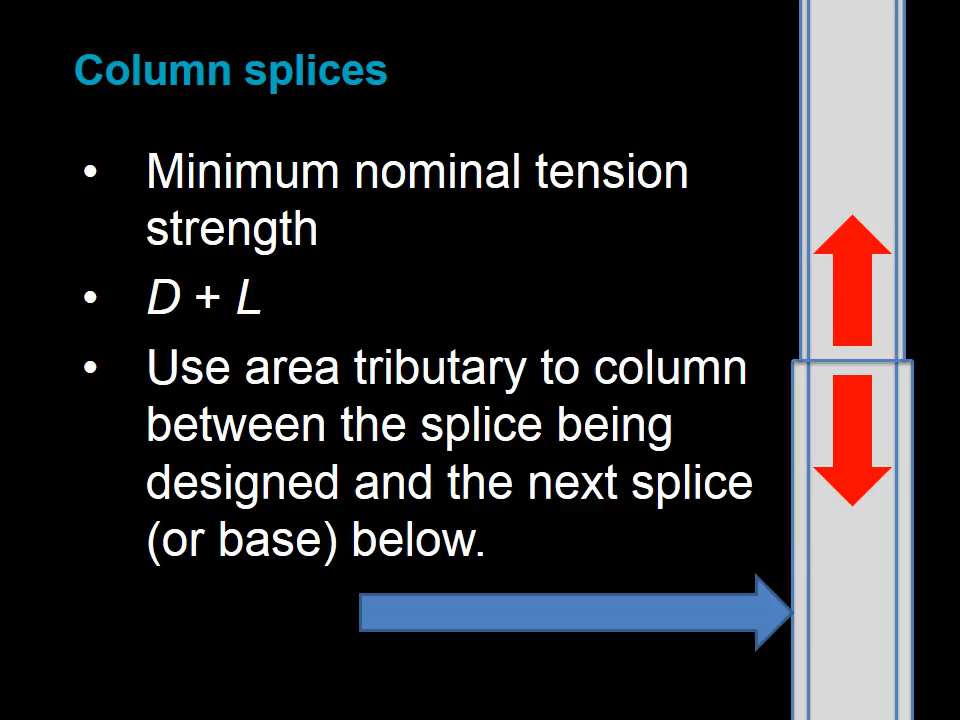 Column splices
• Minimum nominal tension
strength
• D + L
• Use area tributary to column
between the splice being
designed and the next splice
(or base) below.